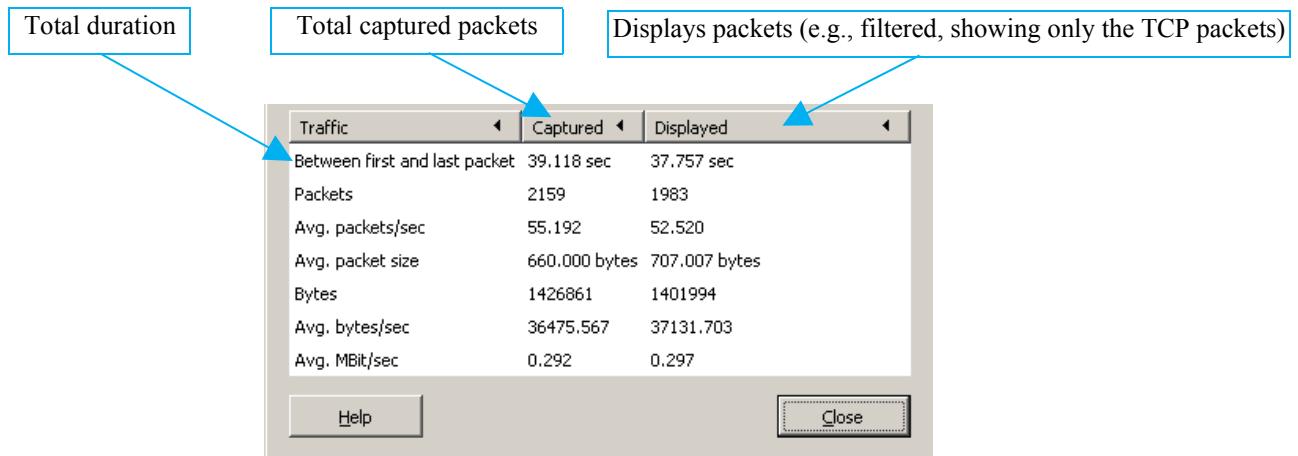 Total duration
Total captured packets
Displays packets (e.g., filtered, showing only the TCP packets)
Traffic Captured Displayed
Between first and last packet 39.118 sec 37.757 sec
Packets 2159 1983
Avg. packets/sec 55.192 52.520
Avg. packet size 660.000 bytes 707.007 bytes
Bytes 1426861 1401994
Avg. bytes/sec 36475.567 37131.703
Avg. MBit/sec 0.292 0.297
Help Close